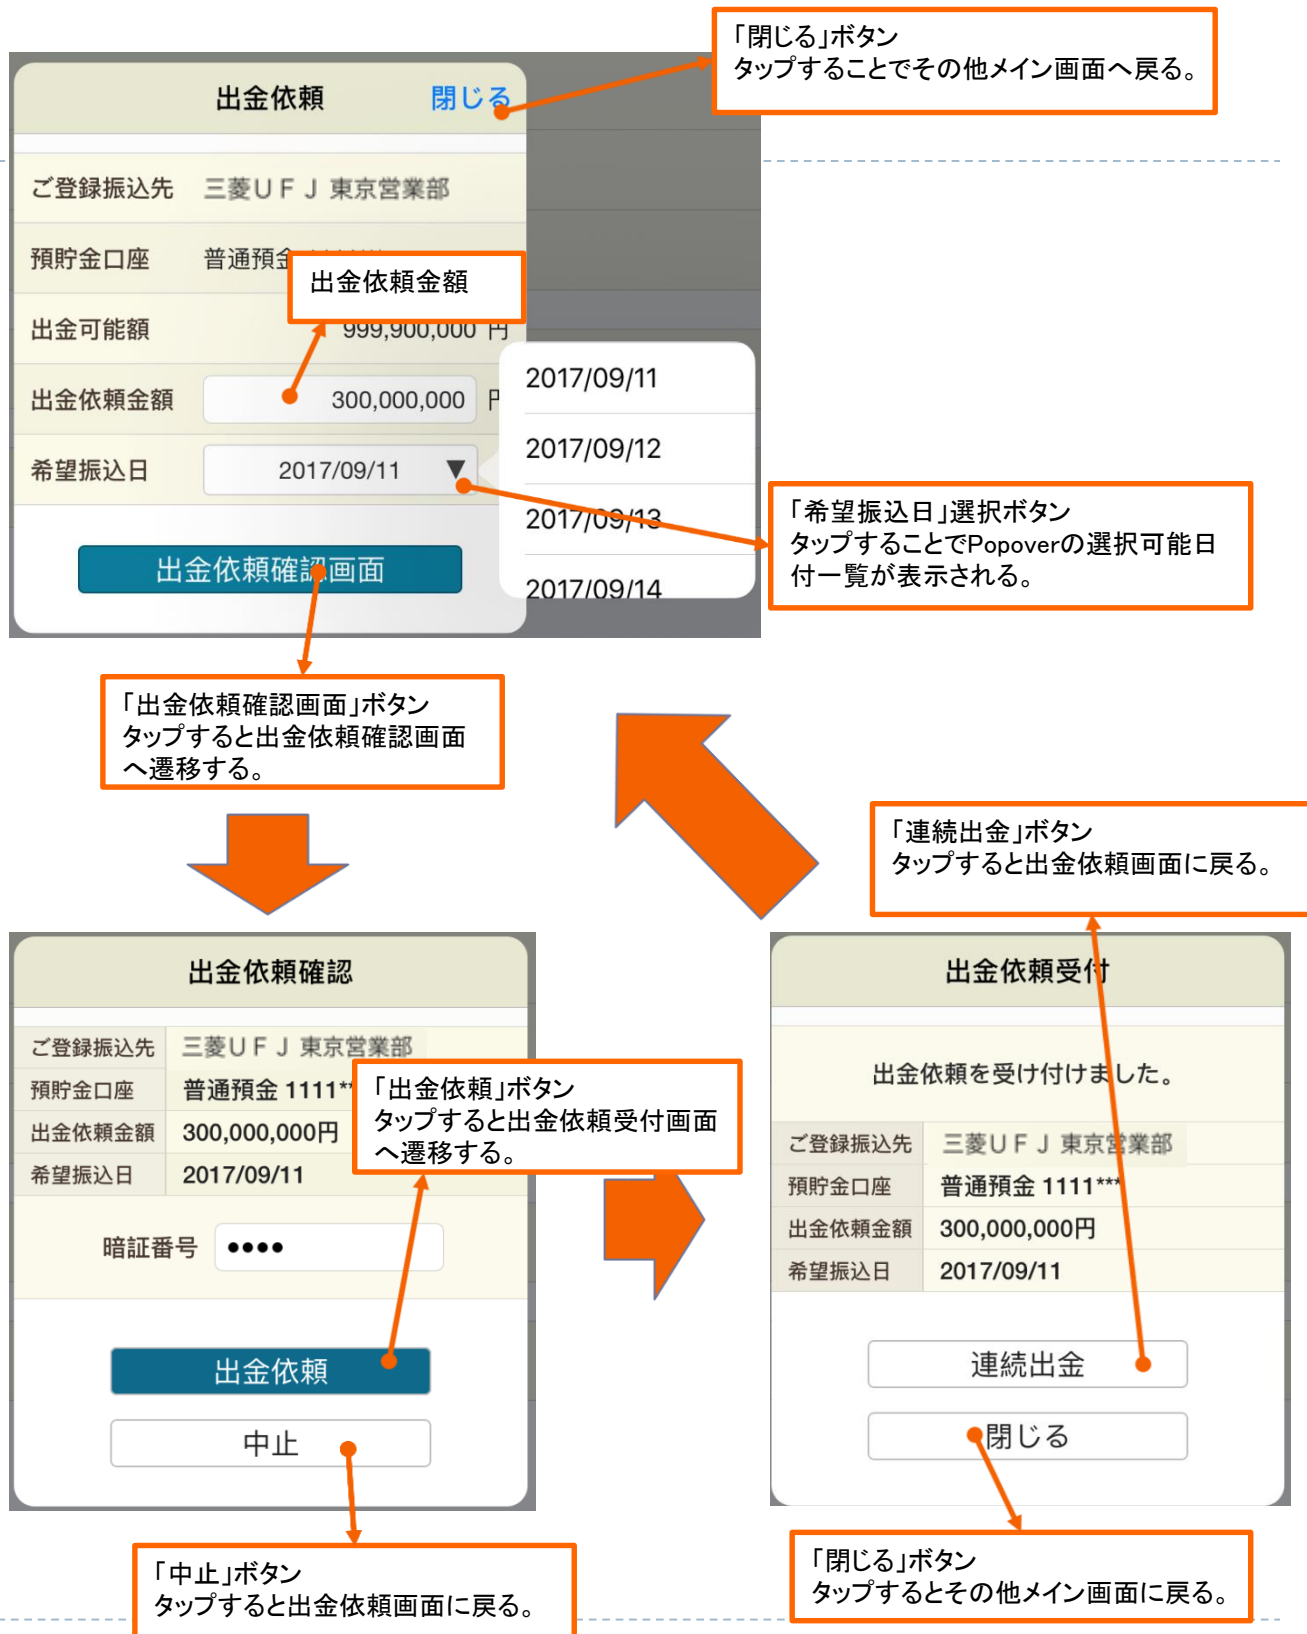 「閉じる」ボタン
タップすることでその他メイン画面へ戻る。
出金依頼
閉じる
ご登録振込先 三菱ＵＦＪ 東京営業部
預貯金口座 普通預金
出金依頼金額
出金可能額 999,900,000 円
出金依頼金額 300,000,000 円
希望振込日 2017/09/11 ▼
2017/09/11
2017/09/12
2017/09/13
2017/09/14
「希望振込日」選択ボタン
タップすることでPopoverの選択可能日
付一覧が表示される。
出金依頼確認画面
「出金依頼確認画面」ボタン
タップすると出金依頼確認画面
へ遷移する。
「連続出金」ボタン
タップすると出金依頼画面に戻る。
出金依頼確認
ご登録振込先 三菱ＵＦＪ 東京営業部
預貯金口座 普通預金 1111**
出金依頼金額 300,000,000円
希望振込日 2017/09/11
「出金依頼」ボタン
タップすると出金依頼受付画面
へ遷移する。
暗証番号 ••••
出金依頼
中止
「中止」ボタン
タップすると出金依頼画面に戻る。
出金依頼受付
出金依頼を受け付けました。
ご登録振込先 三菱ＵＦＪ 東京営業部
預貯金口座 普通預金 1111***
出金依頼金額 300,000,000円
希望振込日 2017/09/11
連続出金
閉じる
「閉じる」ボタン
タップするとその他メイン画面に戻る。